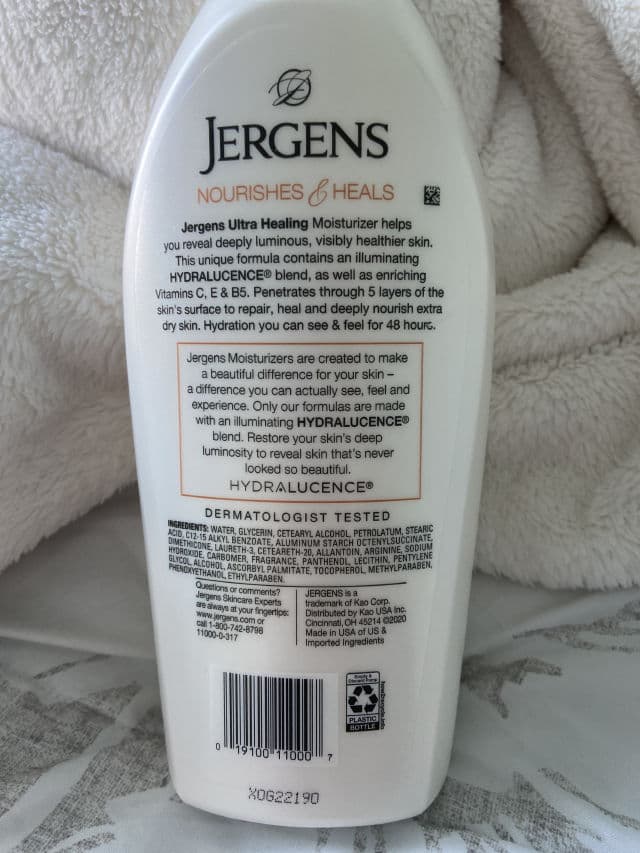 JERGENS
NOURISHES & HEALS
Jergens Ultra Healing Moisturizer helps
you reveal deeply luminous, visibly healthier skin.
This unique formula contains an illuminating
HYDRALUCENCE® blend, as well as enriching
Vitamins C, E & B5. Penetrates through 5 layers of the
skin's surface to repair, heal and deeply nourish extra
dry skin. Hydration you can see & feel for 48 hours.
Jergens Moisturizers are created to make
a beautiful difference for your skin –
a difference you can actually see, feel and
experience. Only our formulas are made
with an illuminating HYDRALUCENCE®
blend. Restore your skin's deep
luminosity to reveal skin that's never
looked so beautiful.
HYDRALUCENCE®
DERMATOLOGIST TESTED
INGREDIENTS: WATER, GLYCERIN, CETEARYL ALCOHOL, PETROLATUM, STEARIC
ACID, C12-15 ALKYL BENZOATE, ALUMINUM STARCH OCTENYLSUCCINATE,
DIMETHICONE, LAURETH-3, CETEARETH-20, ALLANTOIN, ARGININE, SODIUM
HYDROXIDE, CARBOMER, FRAGRANCE, PANTHENOL, LECITHIN, PENTYLENE
GLYCOL, ALCOHOL, ASCORBYL PALMITATE, TOCOPHEROL, METHYLPARABEN,
PHENOXYETHANOL, ETHYLPARABEN.
Questions or comments?
Jergens Skincare Experts
are always at your fingertips:
www.jergens.com or
call 1-800-742-8798
11000-0-317
JERGENS is a
trademark of Kao Corp.
Distributed by Kao USA Inc.
Cincinnati, OH 45214 ©2020
Made in USA of US &
Imported Ingredients
0 19100 11000 7
Empty &
Discard Pump
PLASTIC
BOTTLE
how2recycle.info
X0G22190